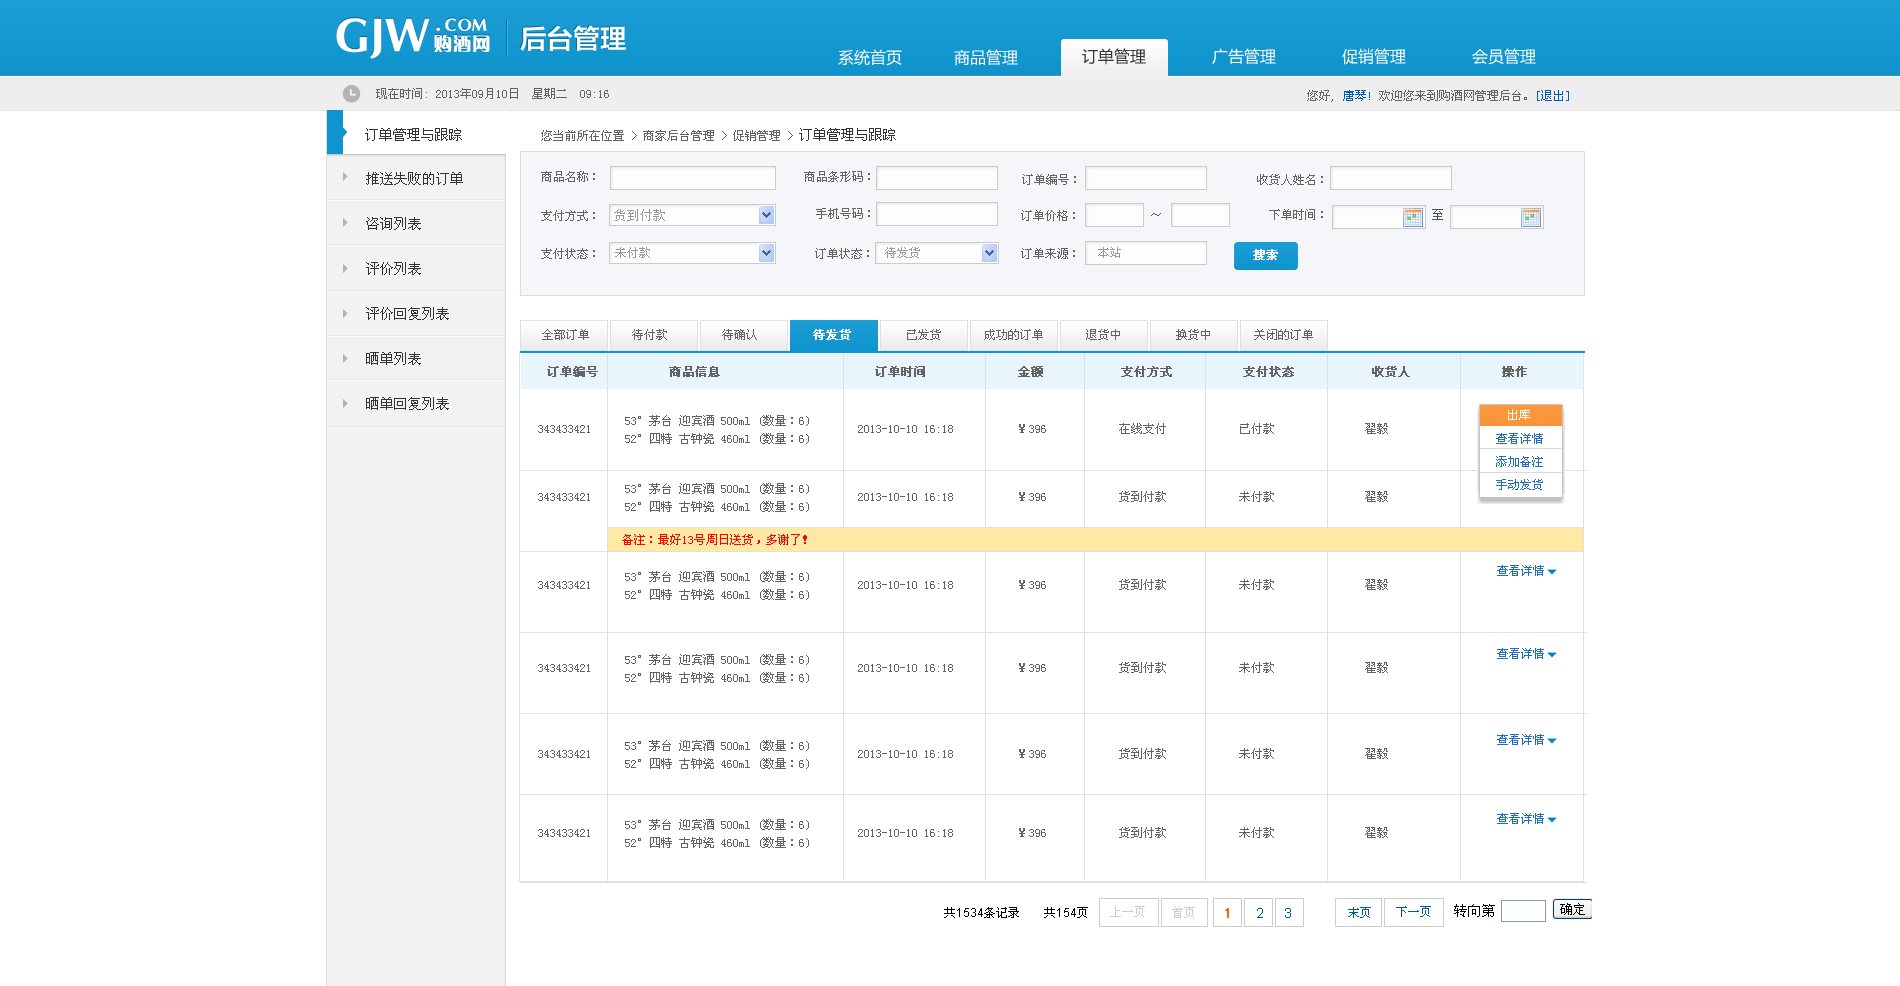 GJW.COM 购酒网 后台管理
系统首页 商品管理 订单管理 广告管理 促销管理 会员管理
现在时间: 2013年09月10日 星期二 09:16
您好, 唐琴! 欢迎您来到购酒网管理后台。[退出]
订单管理与跟踪
推送失败的订单
咨询列表
评价列表
评价回复列表
晒单列表
晒单回复列表
您当前所在位置 > 商家后台管理 > 促销管理 > 订单管理与跟踪
商品名称： 商品条形码： 订单编号： 收货人姓名：
支付方式： 货到付款 手机号码： 订单价格： ～ 下单时间： 至
支付状态： 未付款 订单状态： 待发货 订单来源： 本站 搜索
全部订单 待付款 待确认 待发货 已发货 成功的订单 退货中 换货中 关闭的订单
订单编号 商品信息 订单时间 金额 支付方式 支付状态 收货人 操作
343433421 53° 茅台 迎宾酒 500ml (数量：6)
52° 四特 古钟瓷 460ml (数量：6) 2013-10-10 16:18 ¥396 在线支付 已付款 翟毅
出库
查看详情
添加备注
手动发货
343433421 53° 茅台 迎宾酒 500ml (数量：6)
52° 四特 古钟瓷 460ml (数量：6) 2013-10-10 16:18 ¥396 货到付款 未付款 翟毅
备注：最好13号周日送货，多谢了!
343433421 53° 茅台 迎宾酒 500ml (数量：6)
52° 四特 古钟瓷 460ml (数量：6) 2013-10-10 16:18 ¥396 货到付款 未付款 翟毅 查看详情
343433421 53° 茅台 迎宾酒 500ml (数量：6)
52° 四特 古钟瓷 460ml (数量：6) 2013-10-10 16:18 ¥396 货到付款 未付款 翟毅 查看详情
343433421 53° 茅台 迎宾酒 500ml (数量：6)
52° 四特 古钟瓷 460ml (数量：6) 2013-10-10 16:18 ¥396 货到付款 未付款 翟毅 查看详情
343433421 53° 茅台 迎宾酒 500ml (数量：6)
52° 四特 古钟瓷 460ml (数量：6) 2013-10-10 16:18 ¥396 货到付款 未付款 翟毅 查看详情
共1534条记录 共154页 上一页 首页 1 2 3 末页 下一页 转向第 确定